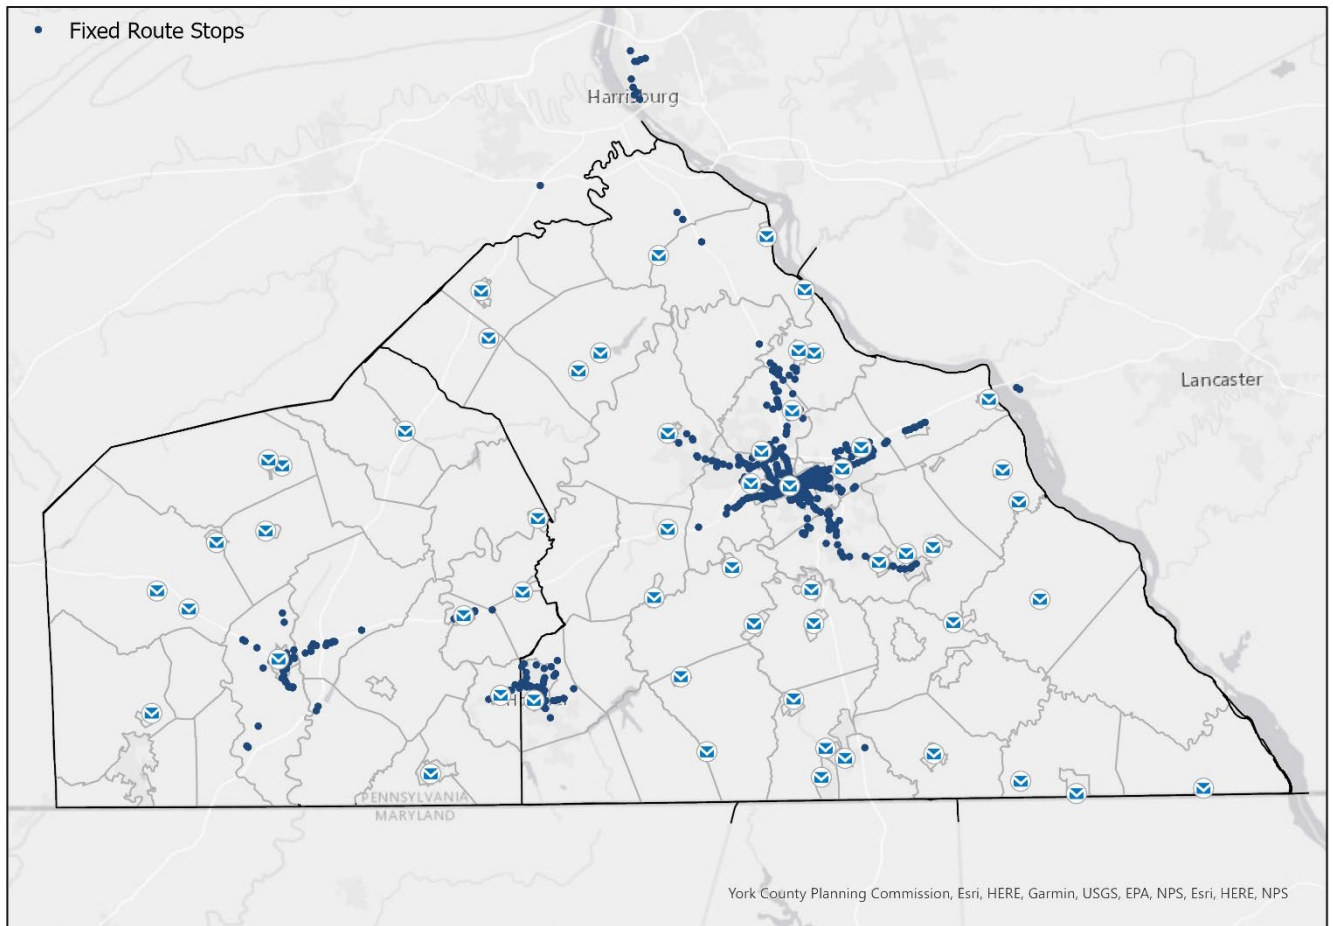 Fixed Route Stops
Harrisburg
Lancaster
PENNSYLVANIA
MARYLAND
York County Planning Commission, Esri, HERE, Garmin, USGS, EPA, NPS, Esri, HERE, NPS